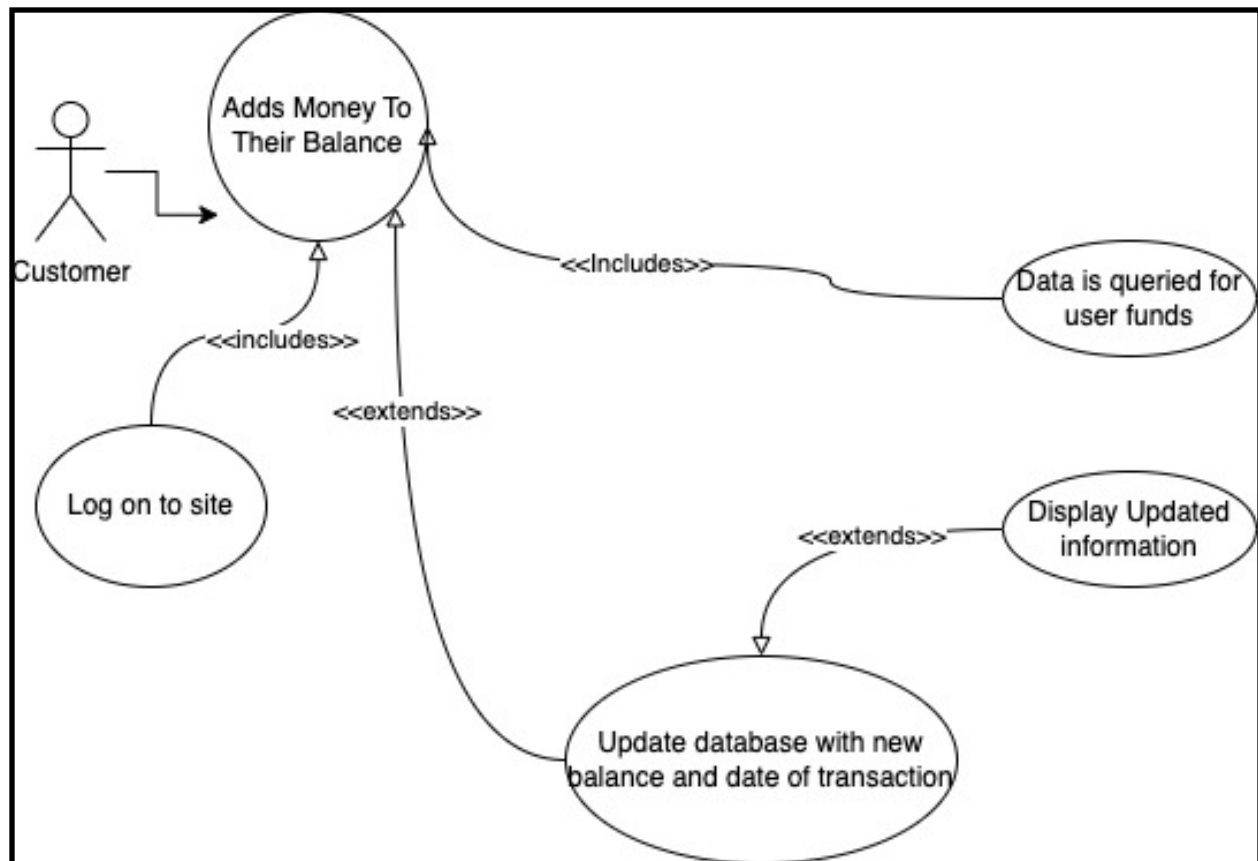 Adds Money To
Their Balance
Customer
<<Includes>>
Data is queried for
user funds
<<includes>>
<<extends>>
Log on to site
Display Updated
information
<<extends>>
Update database with new
balance and date of transaction